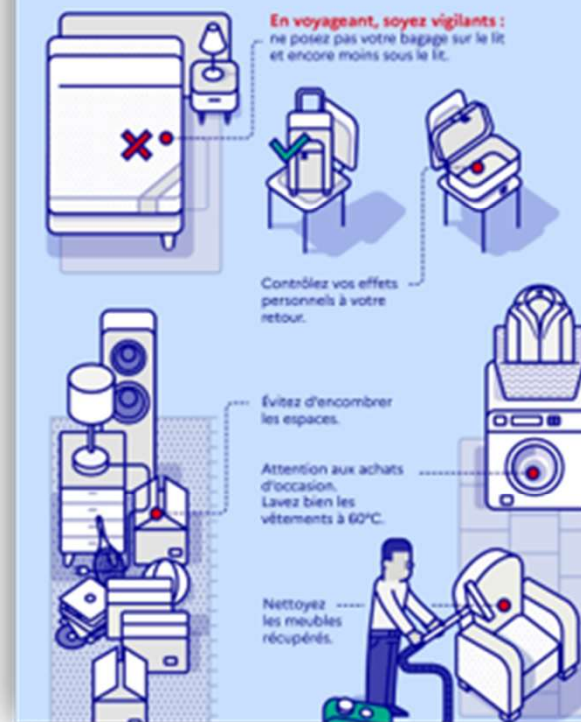 En voyageant, soyez vigilants :
ne posez pas votre bagage sur le lit
et encore moins sous le lit.
Contrôlez vos effets
personnels à votre
retour.
Évitez d'encombrer
les espaces.
Attention aux achats
d'occasion.
Lavez bien les
vêtements à 60°C.
Nettoyez
les meubles
récupérés.